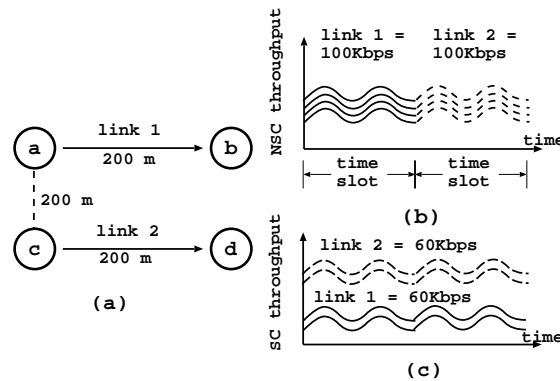 a
link 1
200 m
b
200 m
c
link 2
200 m
d
(a)
NSC throughput
link 1 =
100Kbps
link 2 =
100Kbps
time
time
slot
time
slot
(b)
SC throughput
link 2 = 60Kbps
link 1 = 60Kbps
time
(c)